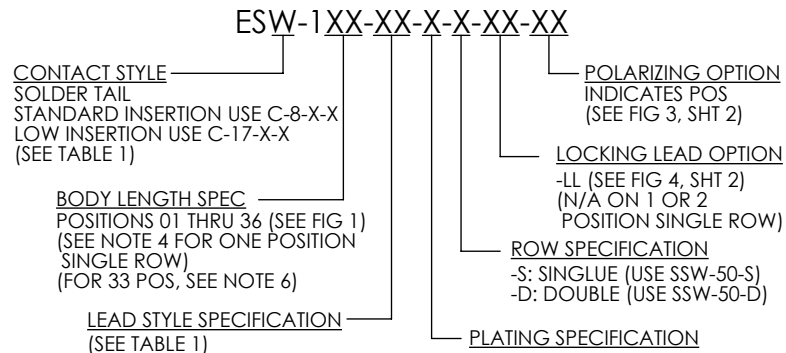 ESW-1XX-XX-X-X-XX-XX
CONTACT STYLE
SOLDER TAIL
STANDARD INSERTION USE C-8-X-X
LOW INSERTION USE C-17-X-X
(SEE TABLE 1)
POLARIZING OPTION
INDICATES POS
(SEE FIG 3, SHT 2)
LOCKING LEAD OPTION
-LL (SEE FIG 4, SHT 2)
(N/A ON 1 OR 2
POSITION SINGLE ROW)
BODY LENGTH SPEC
POSITIONS 01 THRU 36 (SEE FIG 1)
(SEE NOTE 4 FOR ONE POSITION
SINGLE ROW)
(FOR 33 POS, SEE NOTE 6)
ROW SPECIFICATION
-S: SINGLUE (USE SSW-50-S)
-D: DOUBLE (USE SSW-50-D)
LEAD STYLE SPECIFICATION
(SEE TABLE 1)
PLATING SPECIFICATION